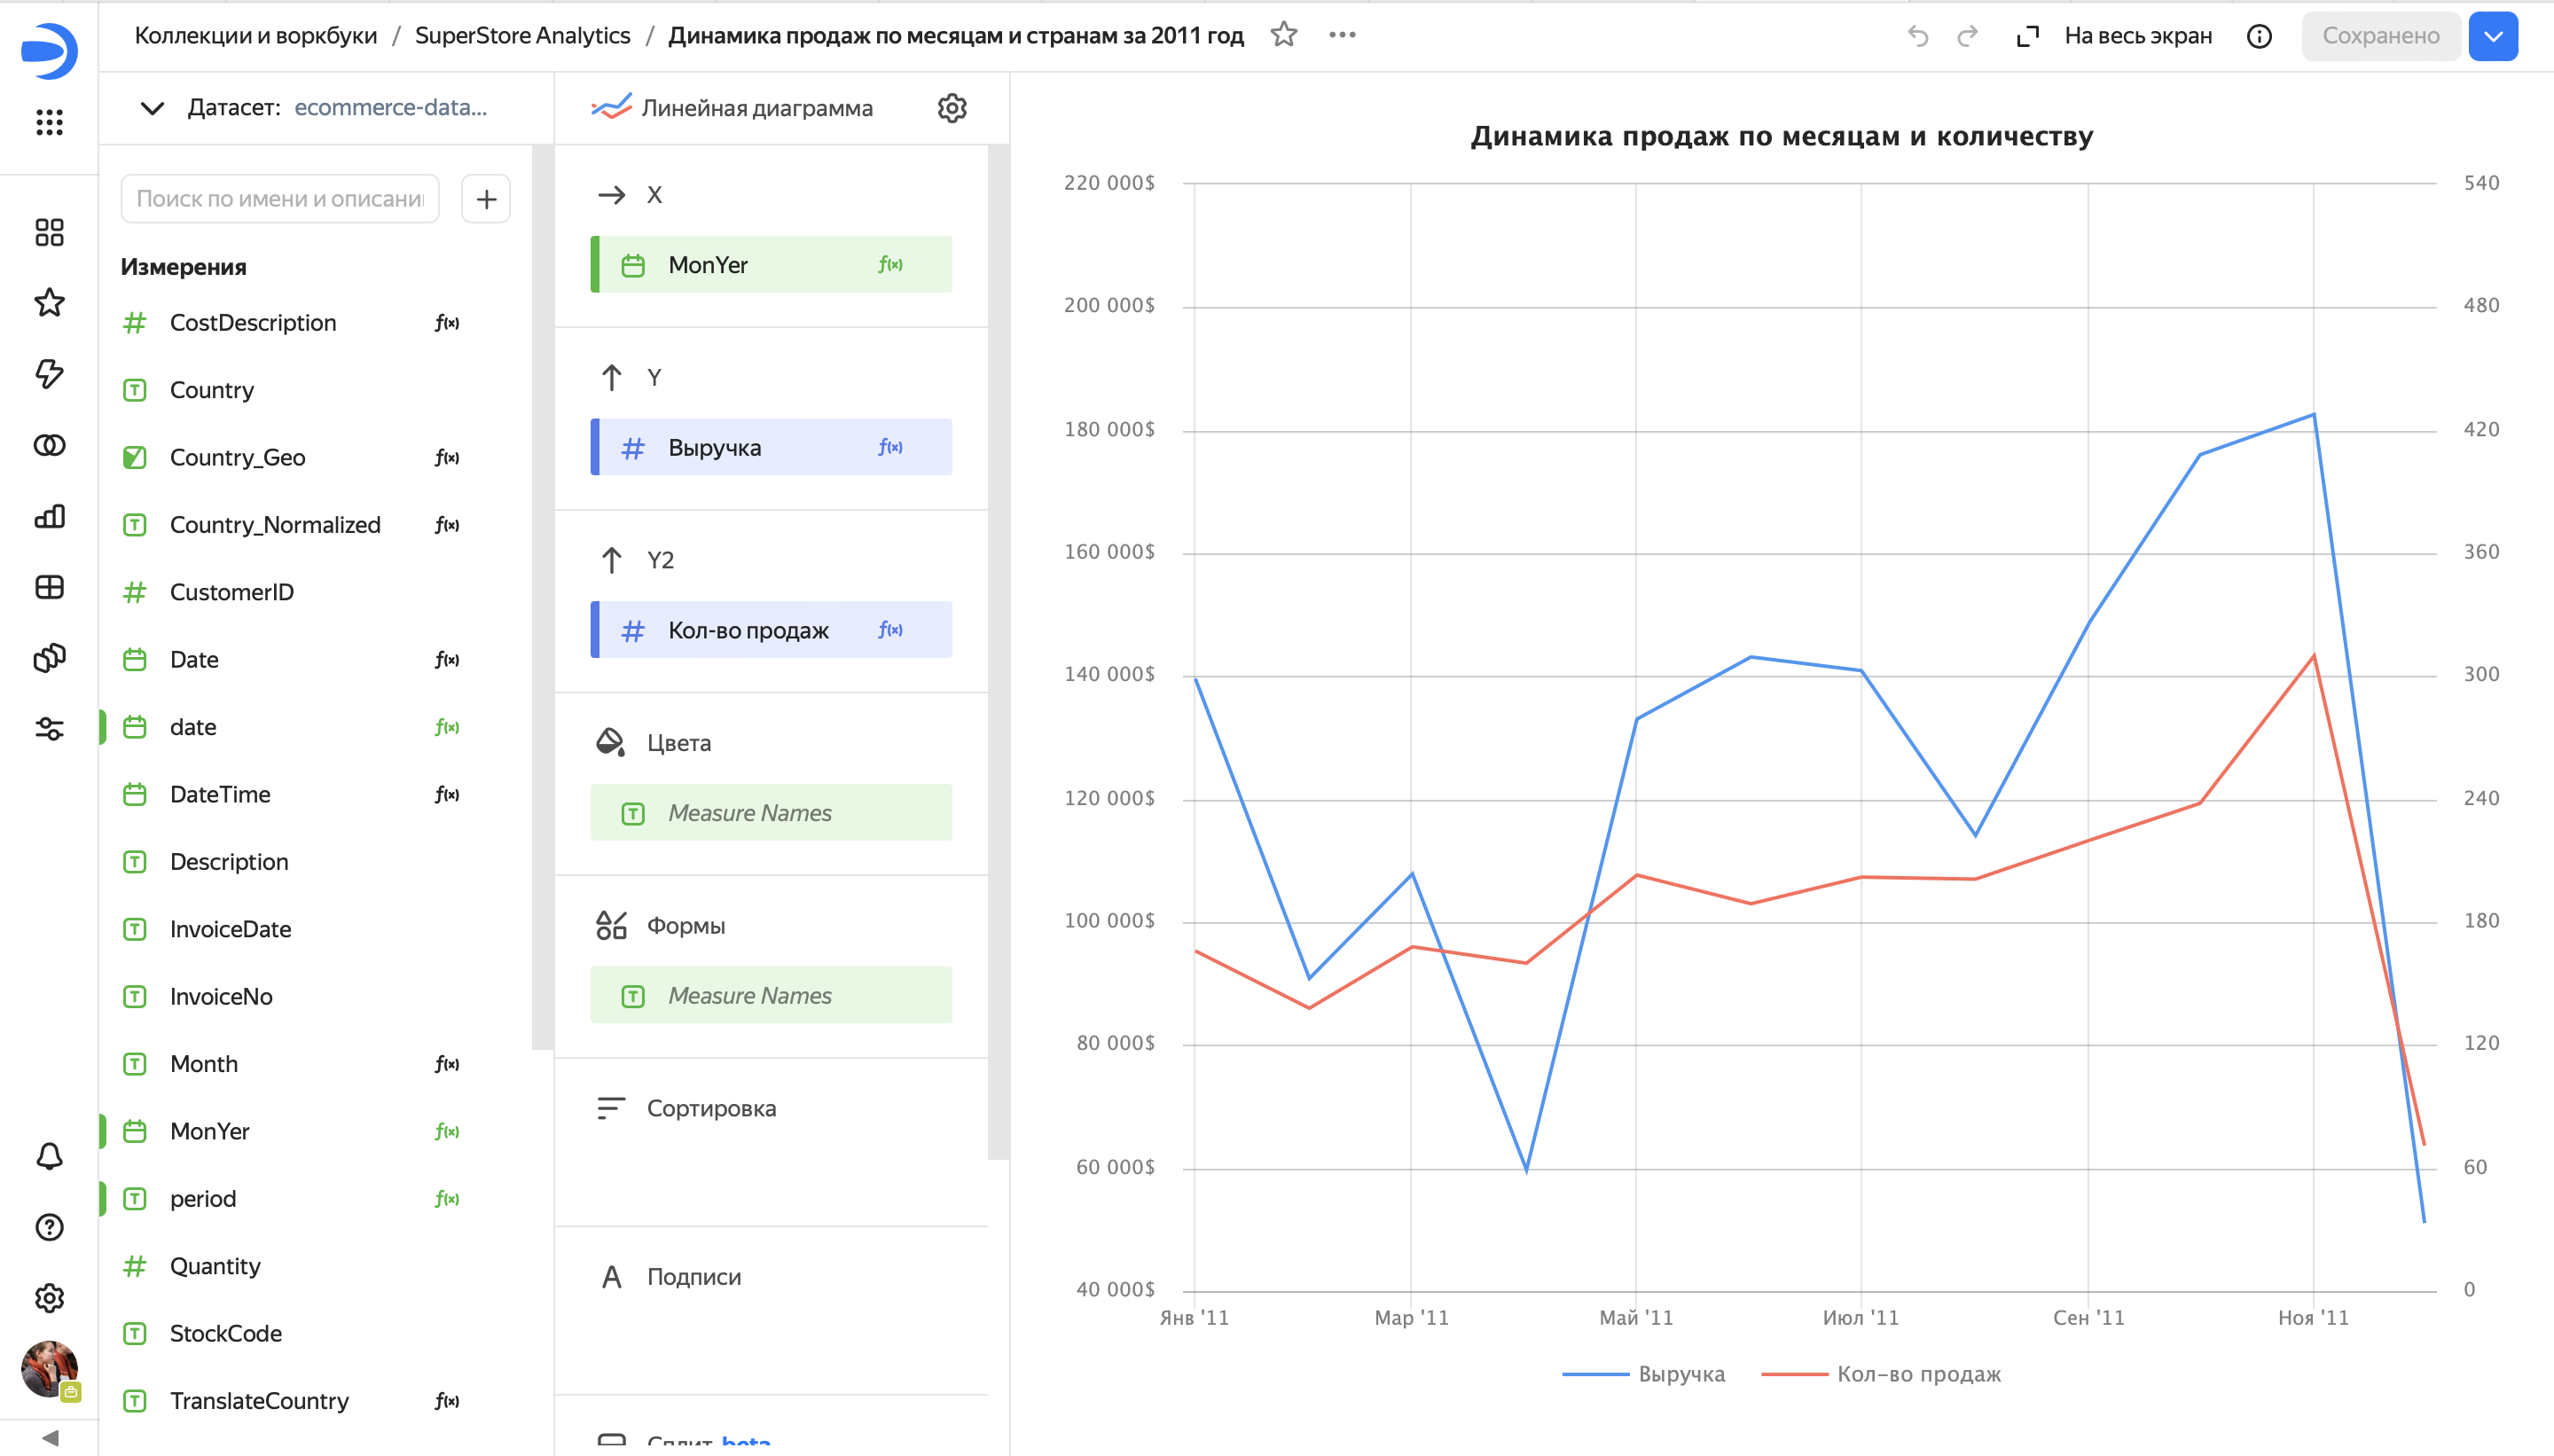 Коллекции и воркбуки / SuperStore Analytics / Динамика продаж по месяцам и странам за 2011 год
На весь экран
Сохранено
Датасет: ecommerce-data...
Поиск по имени и описани
Измерения
CostDescription f(x)
Country
Country_Geo f(x)
Country_Normalized f(x)
CustomerID
Date f(x)
date f(x)
DateTime f(x)
Description
InvoiceDate
InvoiceNo
Month f(x)
MonYer f(x)
period f(x)
Quantity
StockCode
TranslateCountry f(x)
Линейная диаграмма
X
MonYer f(x)
Y
Выручка f(x)
Y2
Кол-во продаж f(x)
Цвета
Measure Names
Формы
Measure Names
Сортировка
Подписи
Сплит beta
Динамика продаж по месяцам и количеству
220 000$ 540
200 000$ 480
180 000$ 420
160 000$ 360
140 000$ 300
120 000$ 240
100 000$ 180
80 000$ 120
60 000$ 60
40 000$ 0
Янв '11 Мар '11 Май '11 Июл '11 Сен '11 Ноя '11
Выручка Кол-во продаж